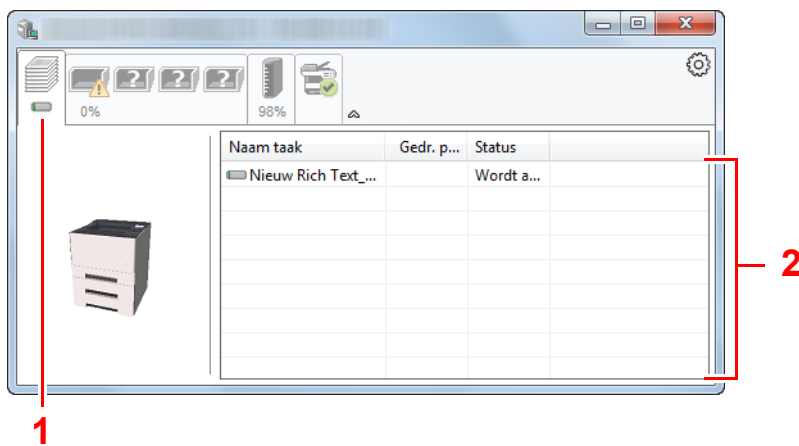 ? ? ?
0%
98%
Naam taak Gedr. p... Status
Nieuw Rich Text_... Wordt a...
2
1